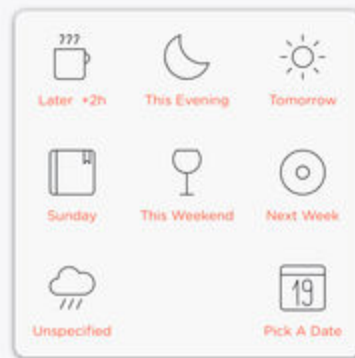 Later +2h
This Evening
Tomorrow
Sunday
This Weekend
Next Week
19
Unspecified
Pick A Date